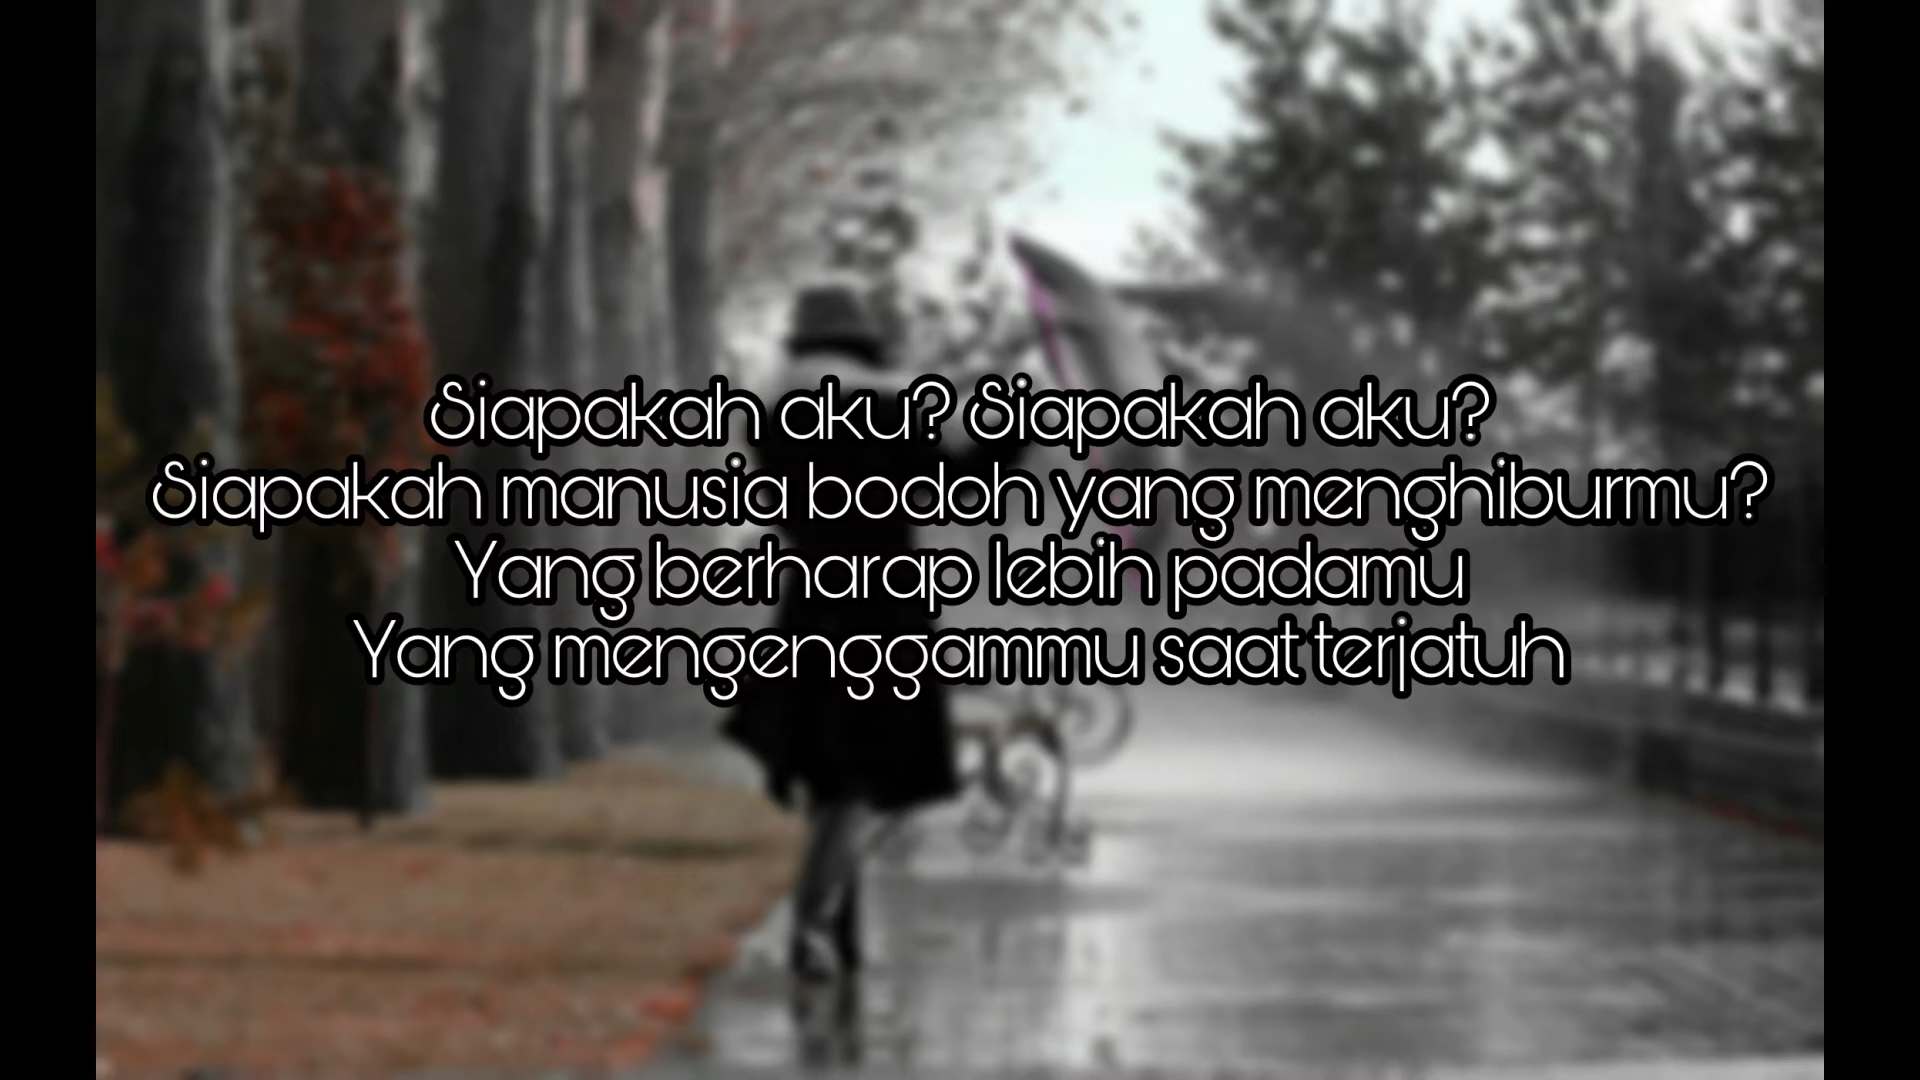 Siapakah aku? Siapakah aku?
Siapakah manusia bodoh yang menghiburmu?
Yang berharap lebih padamu
Yang mengenggammu saat terjatuh